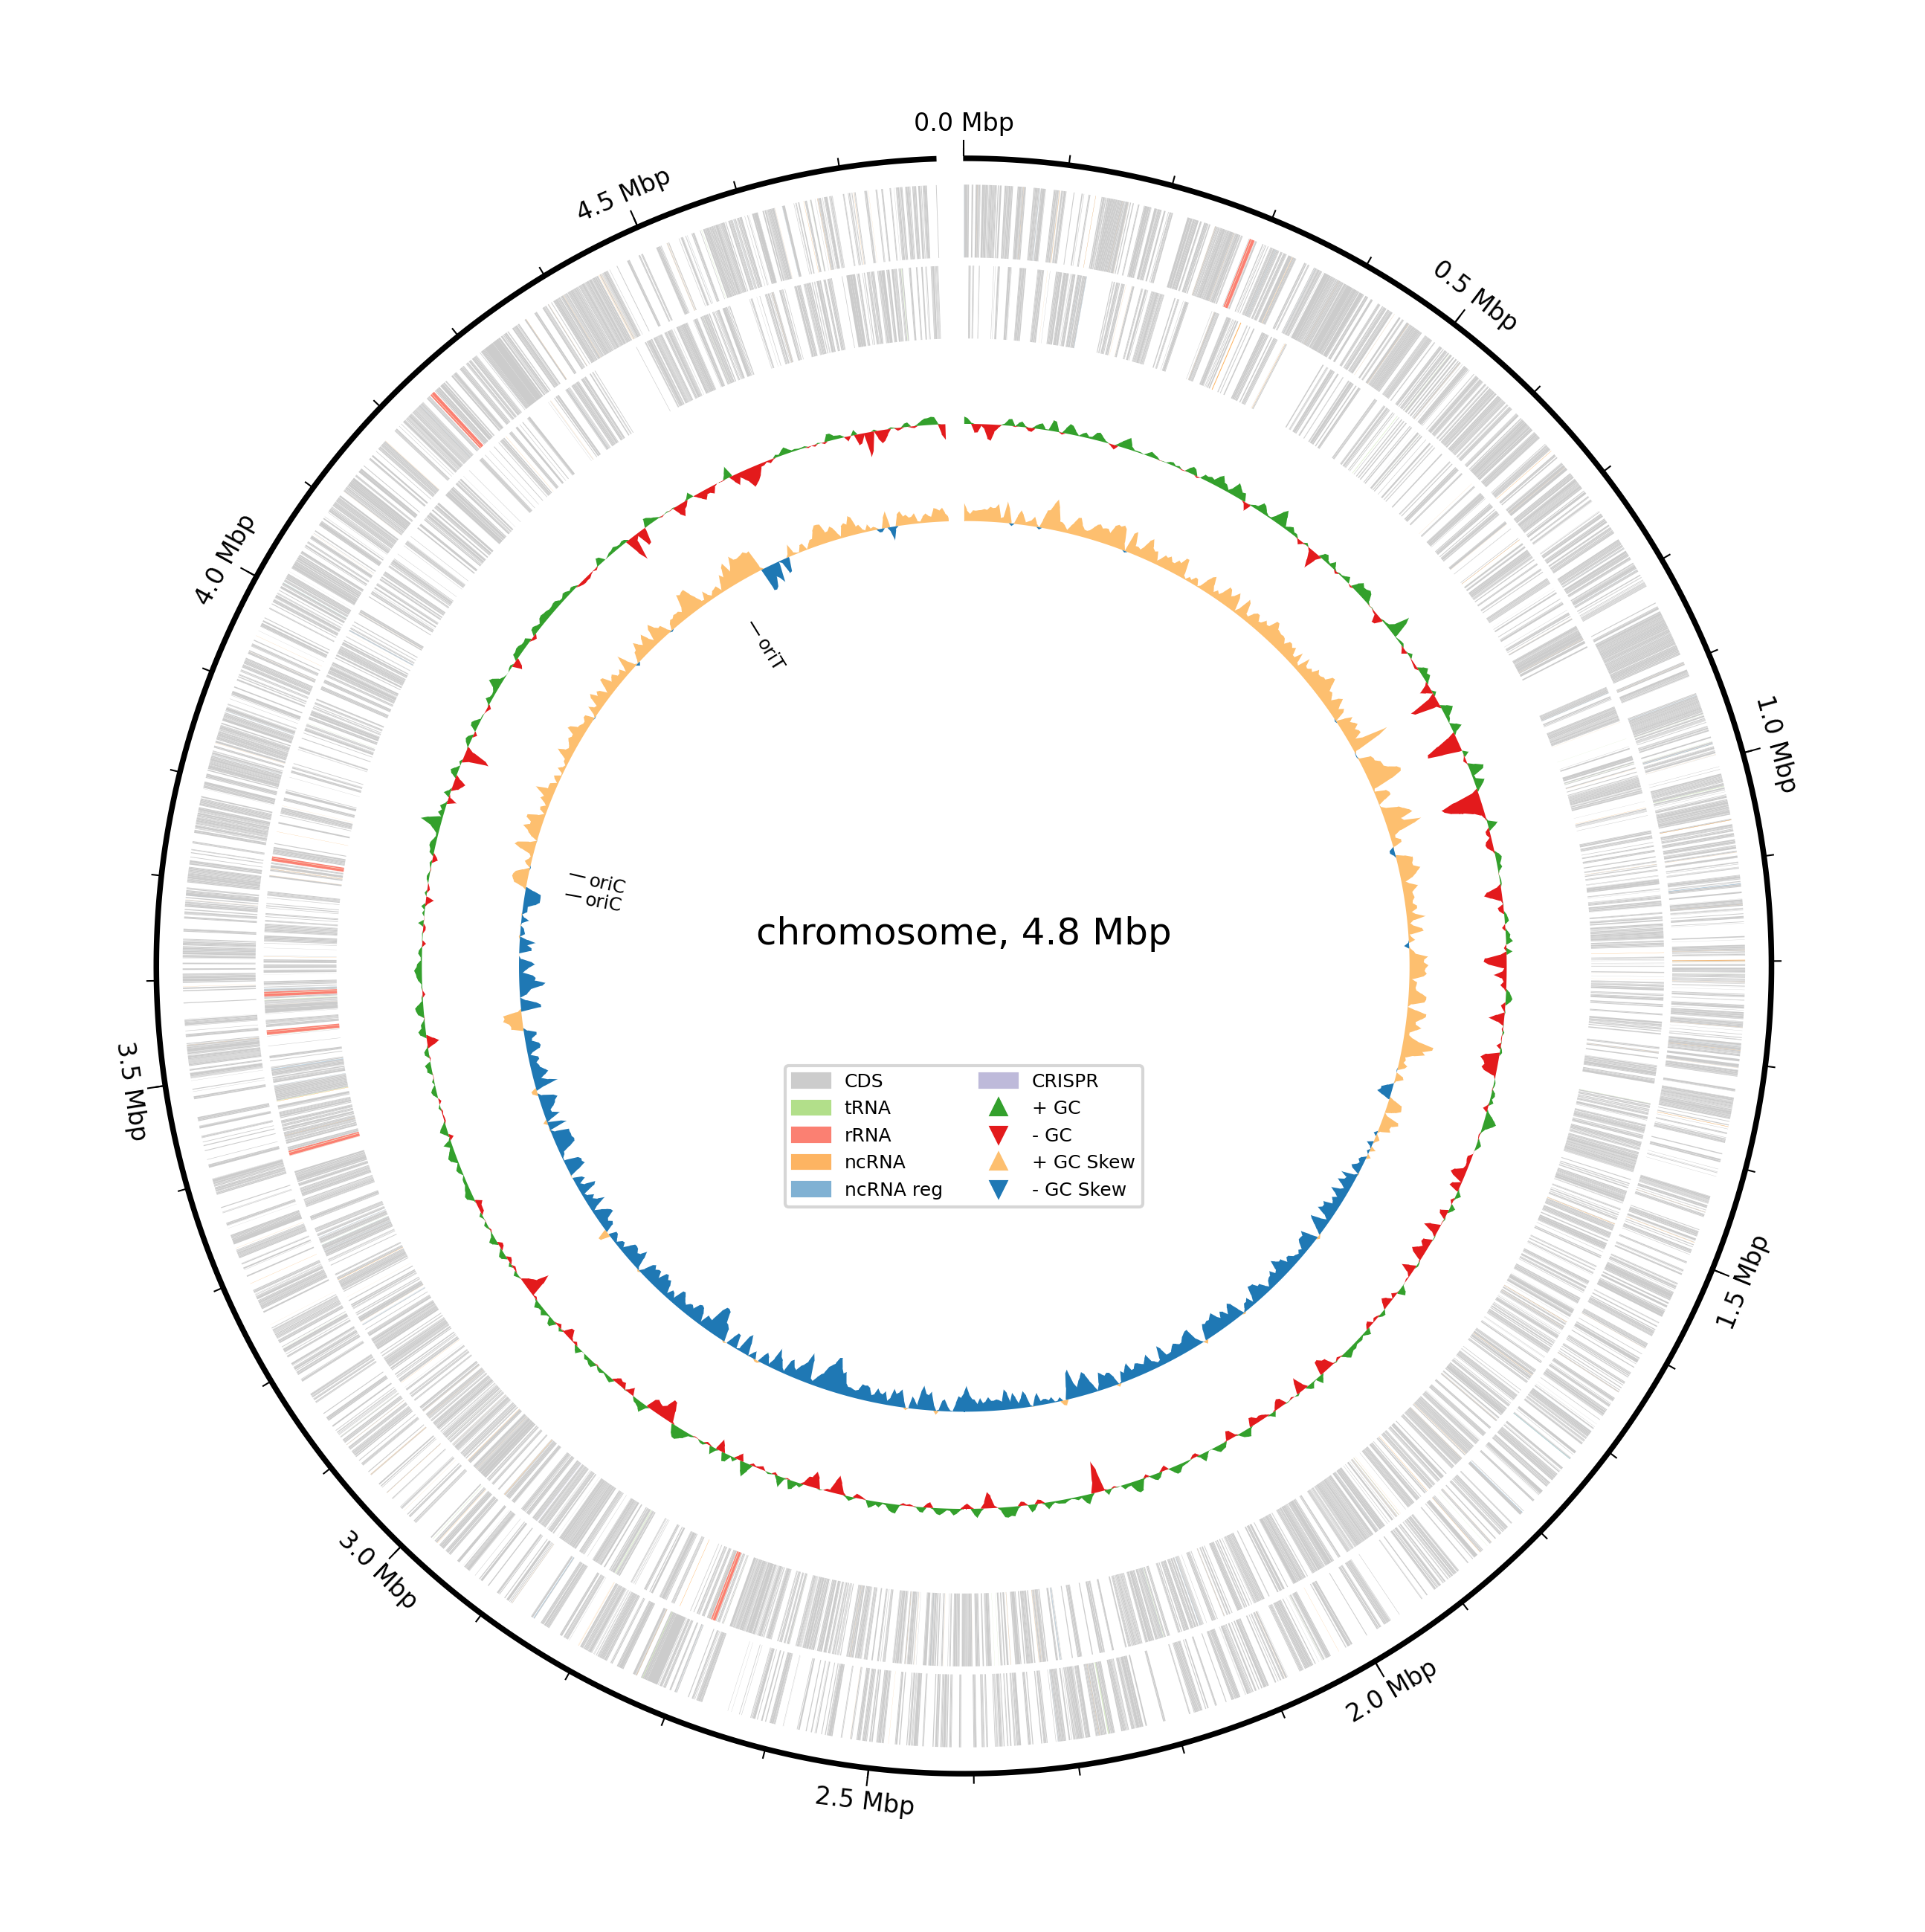 0.0 Mbp
4.5 Mbp
0.5 Mbp
4.0 Mbp
oriT
1.0 Mbp
oriC
oriC
chromosome, 4.8 Mbp
3.5 Mbp
CDS
tRNA
rRNA
ncRNA
ncRNA reg
CRISPR
+ GC
- GC
+ GC Skew
- GC Skew
1.5 Mbp
3.0 Mbp
2.0 Mbp
2.5 Mbp